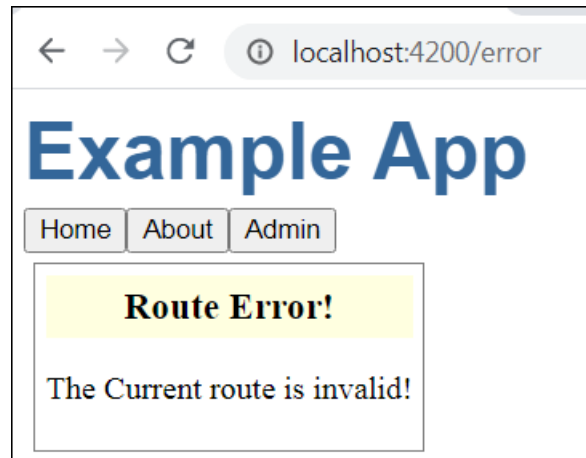 localhost:4200/error
Example App
Home About Admin
Route Error!
The Current route is invalid!